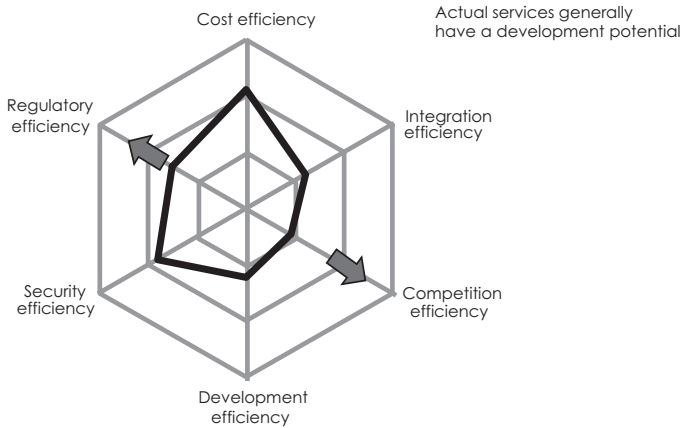 Cost efficiency
Actual services generally
have a development potential
Regulatory
efficiency
Integration
efficiency
Security
efficiency
Competition
efficiency
Development
efficiency